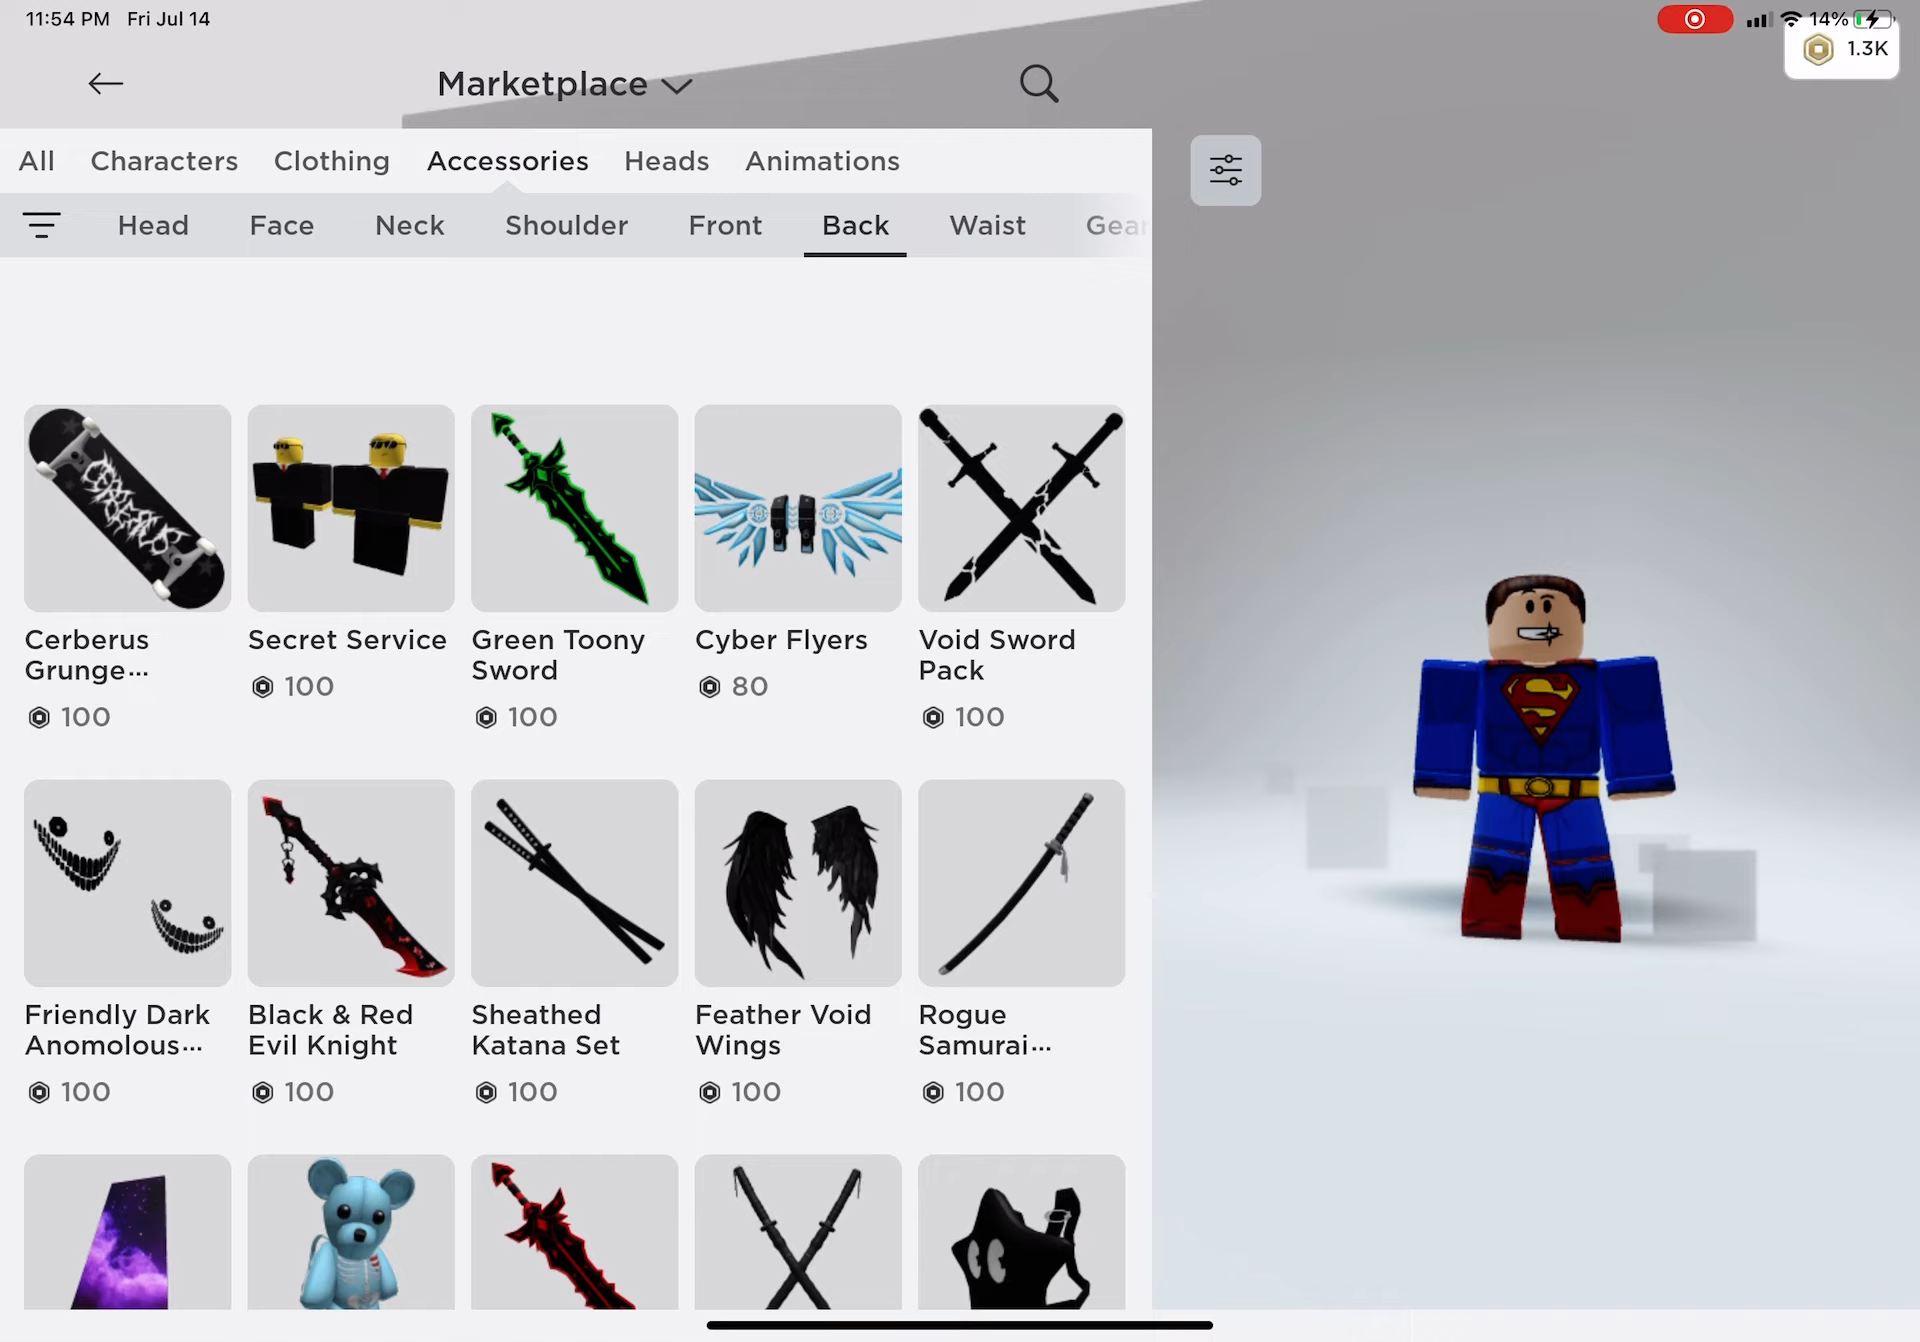 11:54 PM Fri Jul 14
14%
1.3K
Marketplace
All Characters Clothing Accessories Heads Animations
Head Face Neck Shoulder Front Back Waist Gear
Cerberus Grunge...
100
Secret Service
100
Green Toony Sword
100
Cyber Flyers
80
Void Sword Pack
100
Friendly Dark Anomolous...
100
Black & Red Evil Knight
100
Sheathed Katana Set
100
Feather Void Wings
100
Rogue Samurai...
100